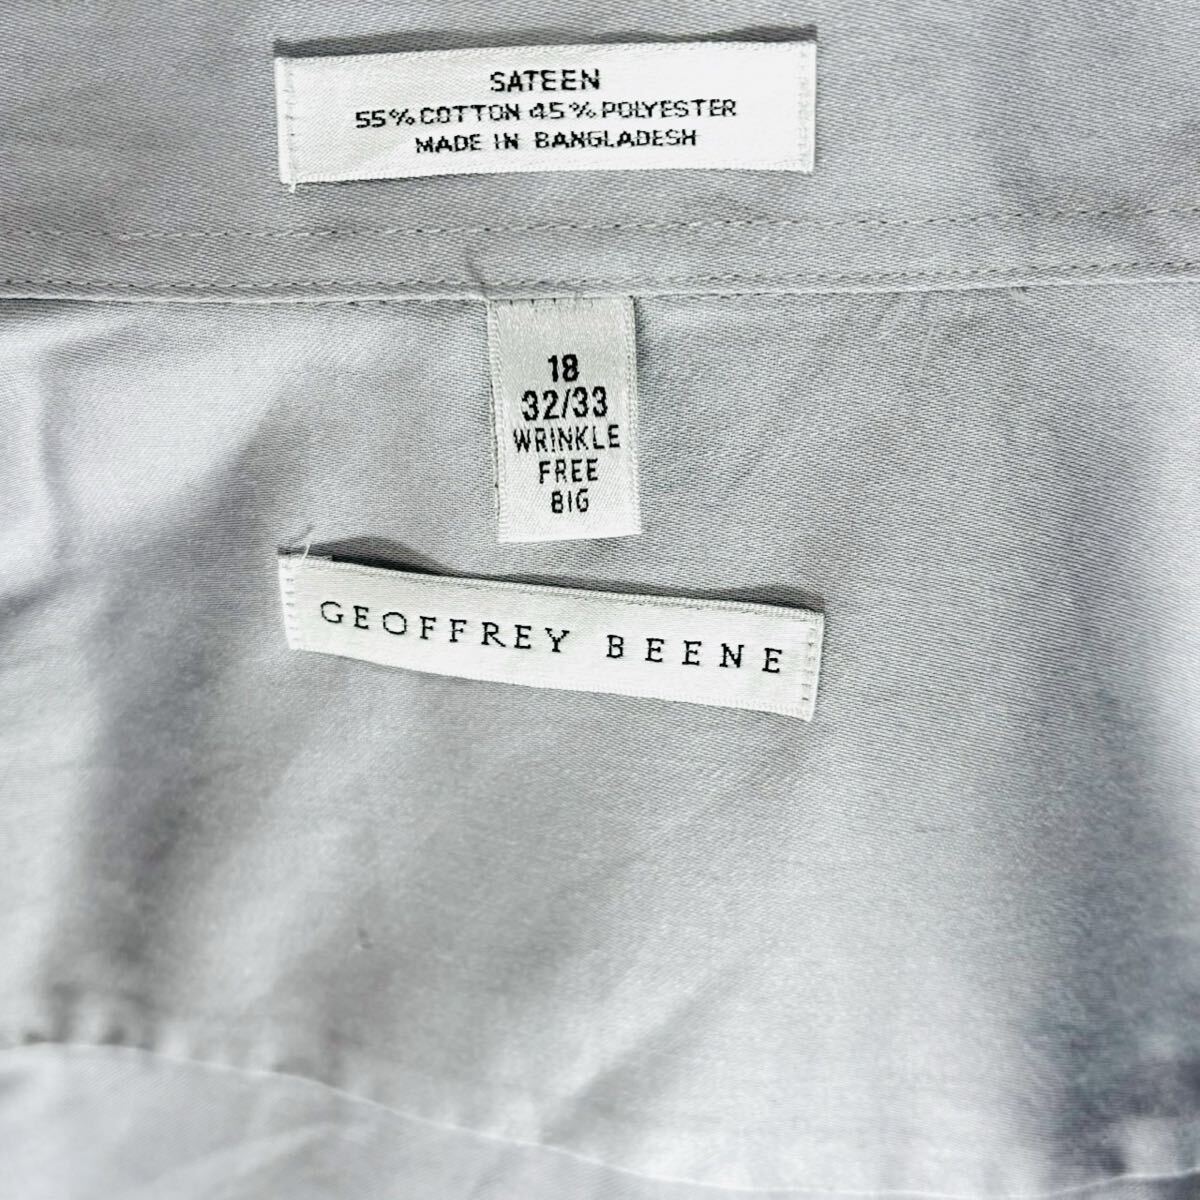 SATEEN
55% COTTON 45% POLYESTER
MADE IN BANGLADESH
18
32/33
WRINKLE
FREE
BIG
GEOFFREY BEENE